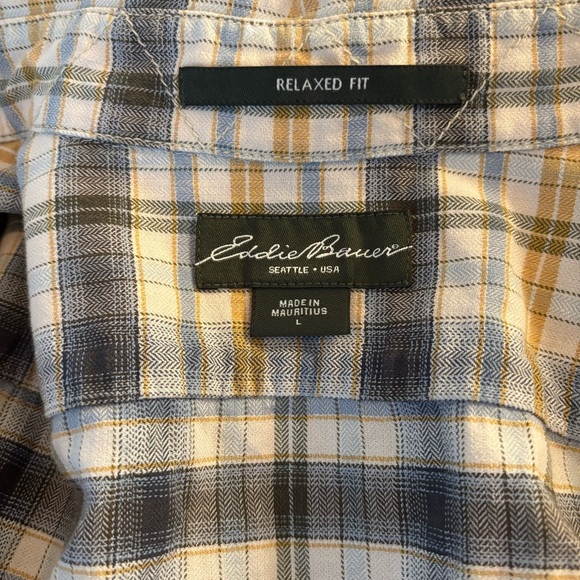 RELAXED FIT
Eddie Bauer®
SEATTLE • USA
MADE IN
MAURITIUS
L